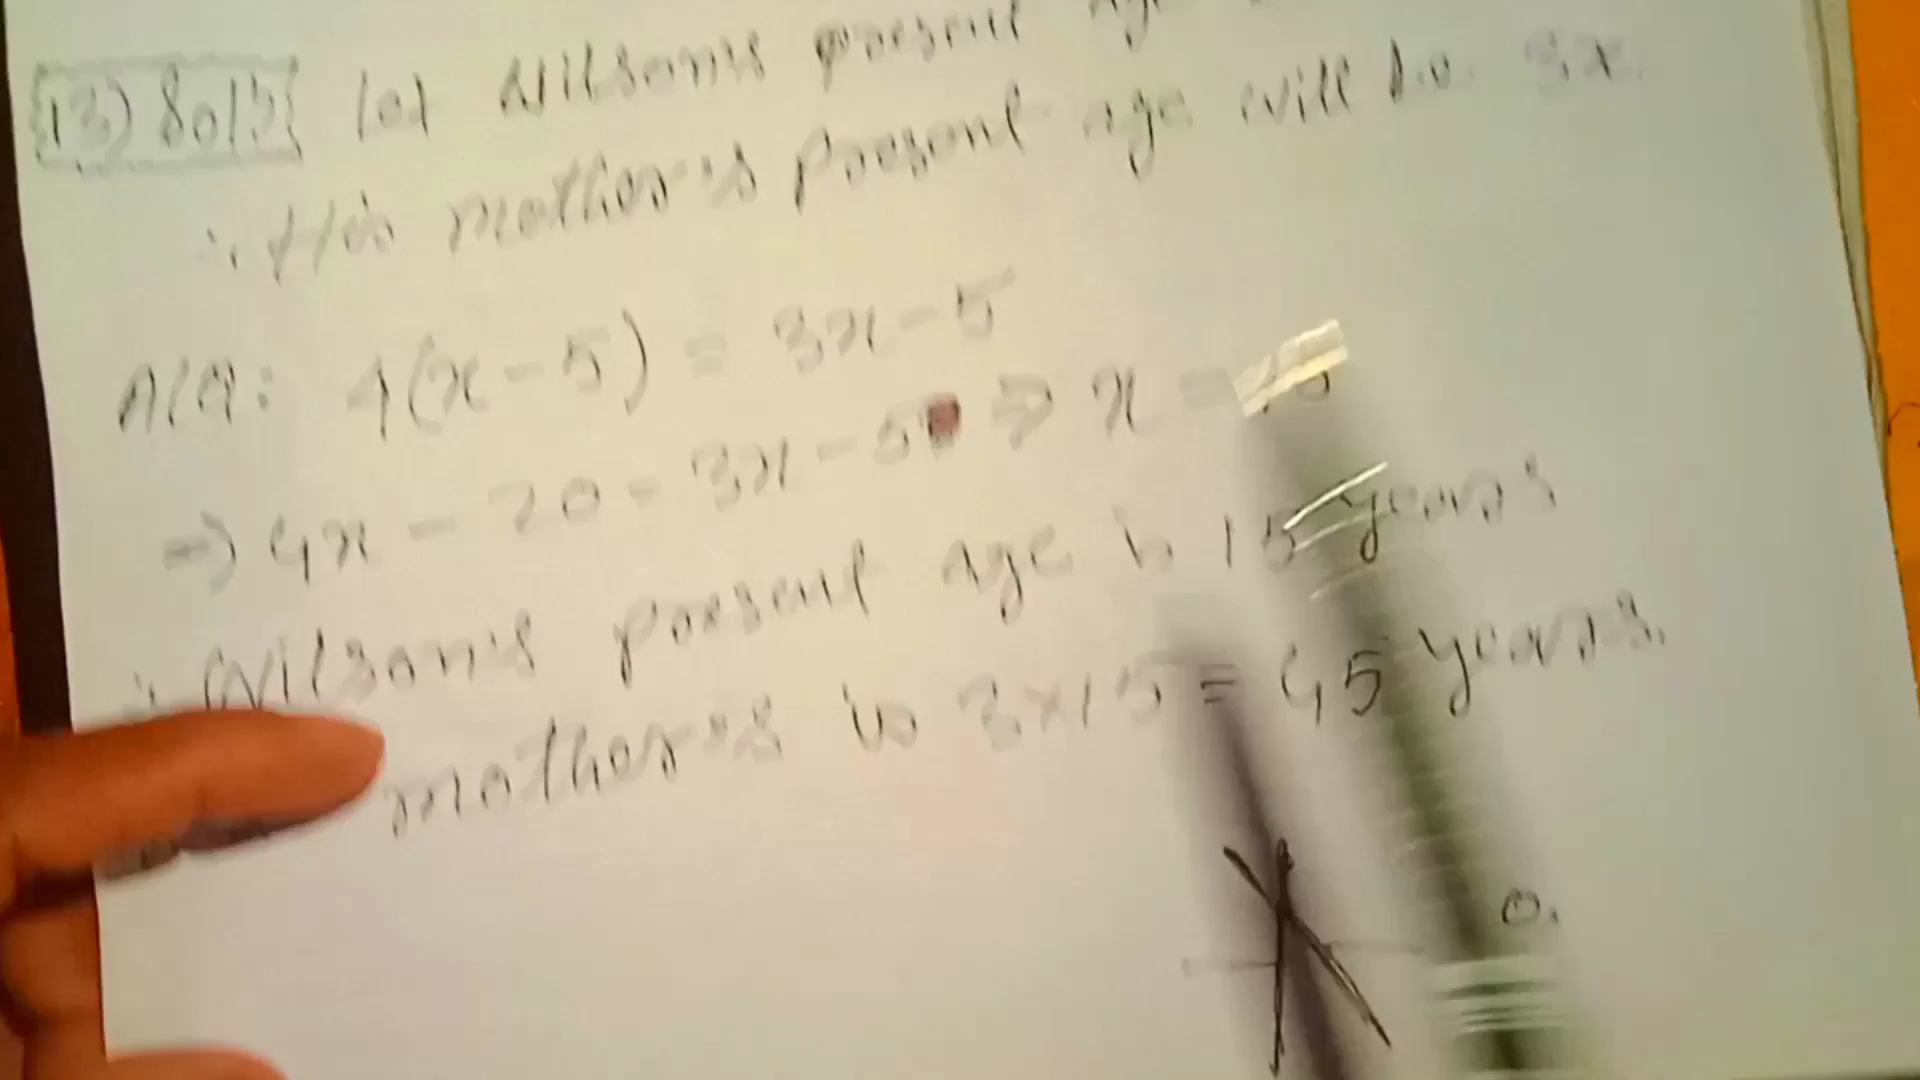 13) Sol^n Let Wilson's present age
∴ His mother's present age will be 3x.
A/Q: 4(x-5) = 3x-5
⇒ 4x - 20 = 3x - 5 ⇒ x = 15
∴ Wilson's present age is 15 years
mother's is 3×15 = 45 years.